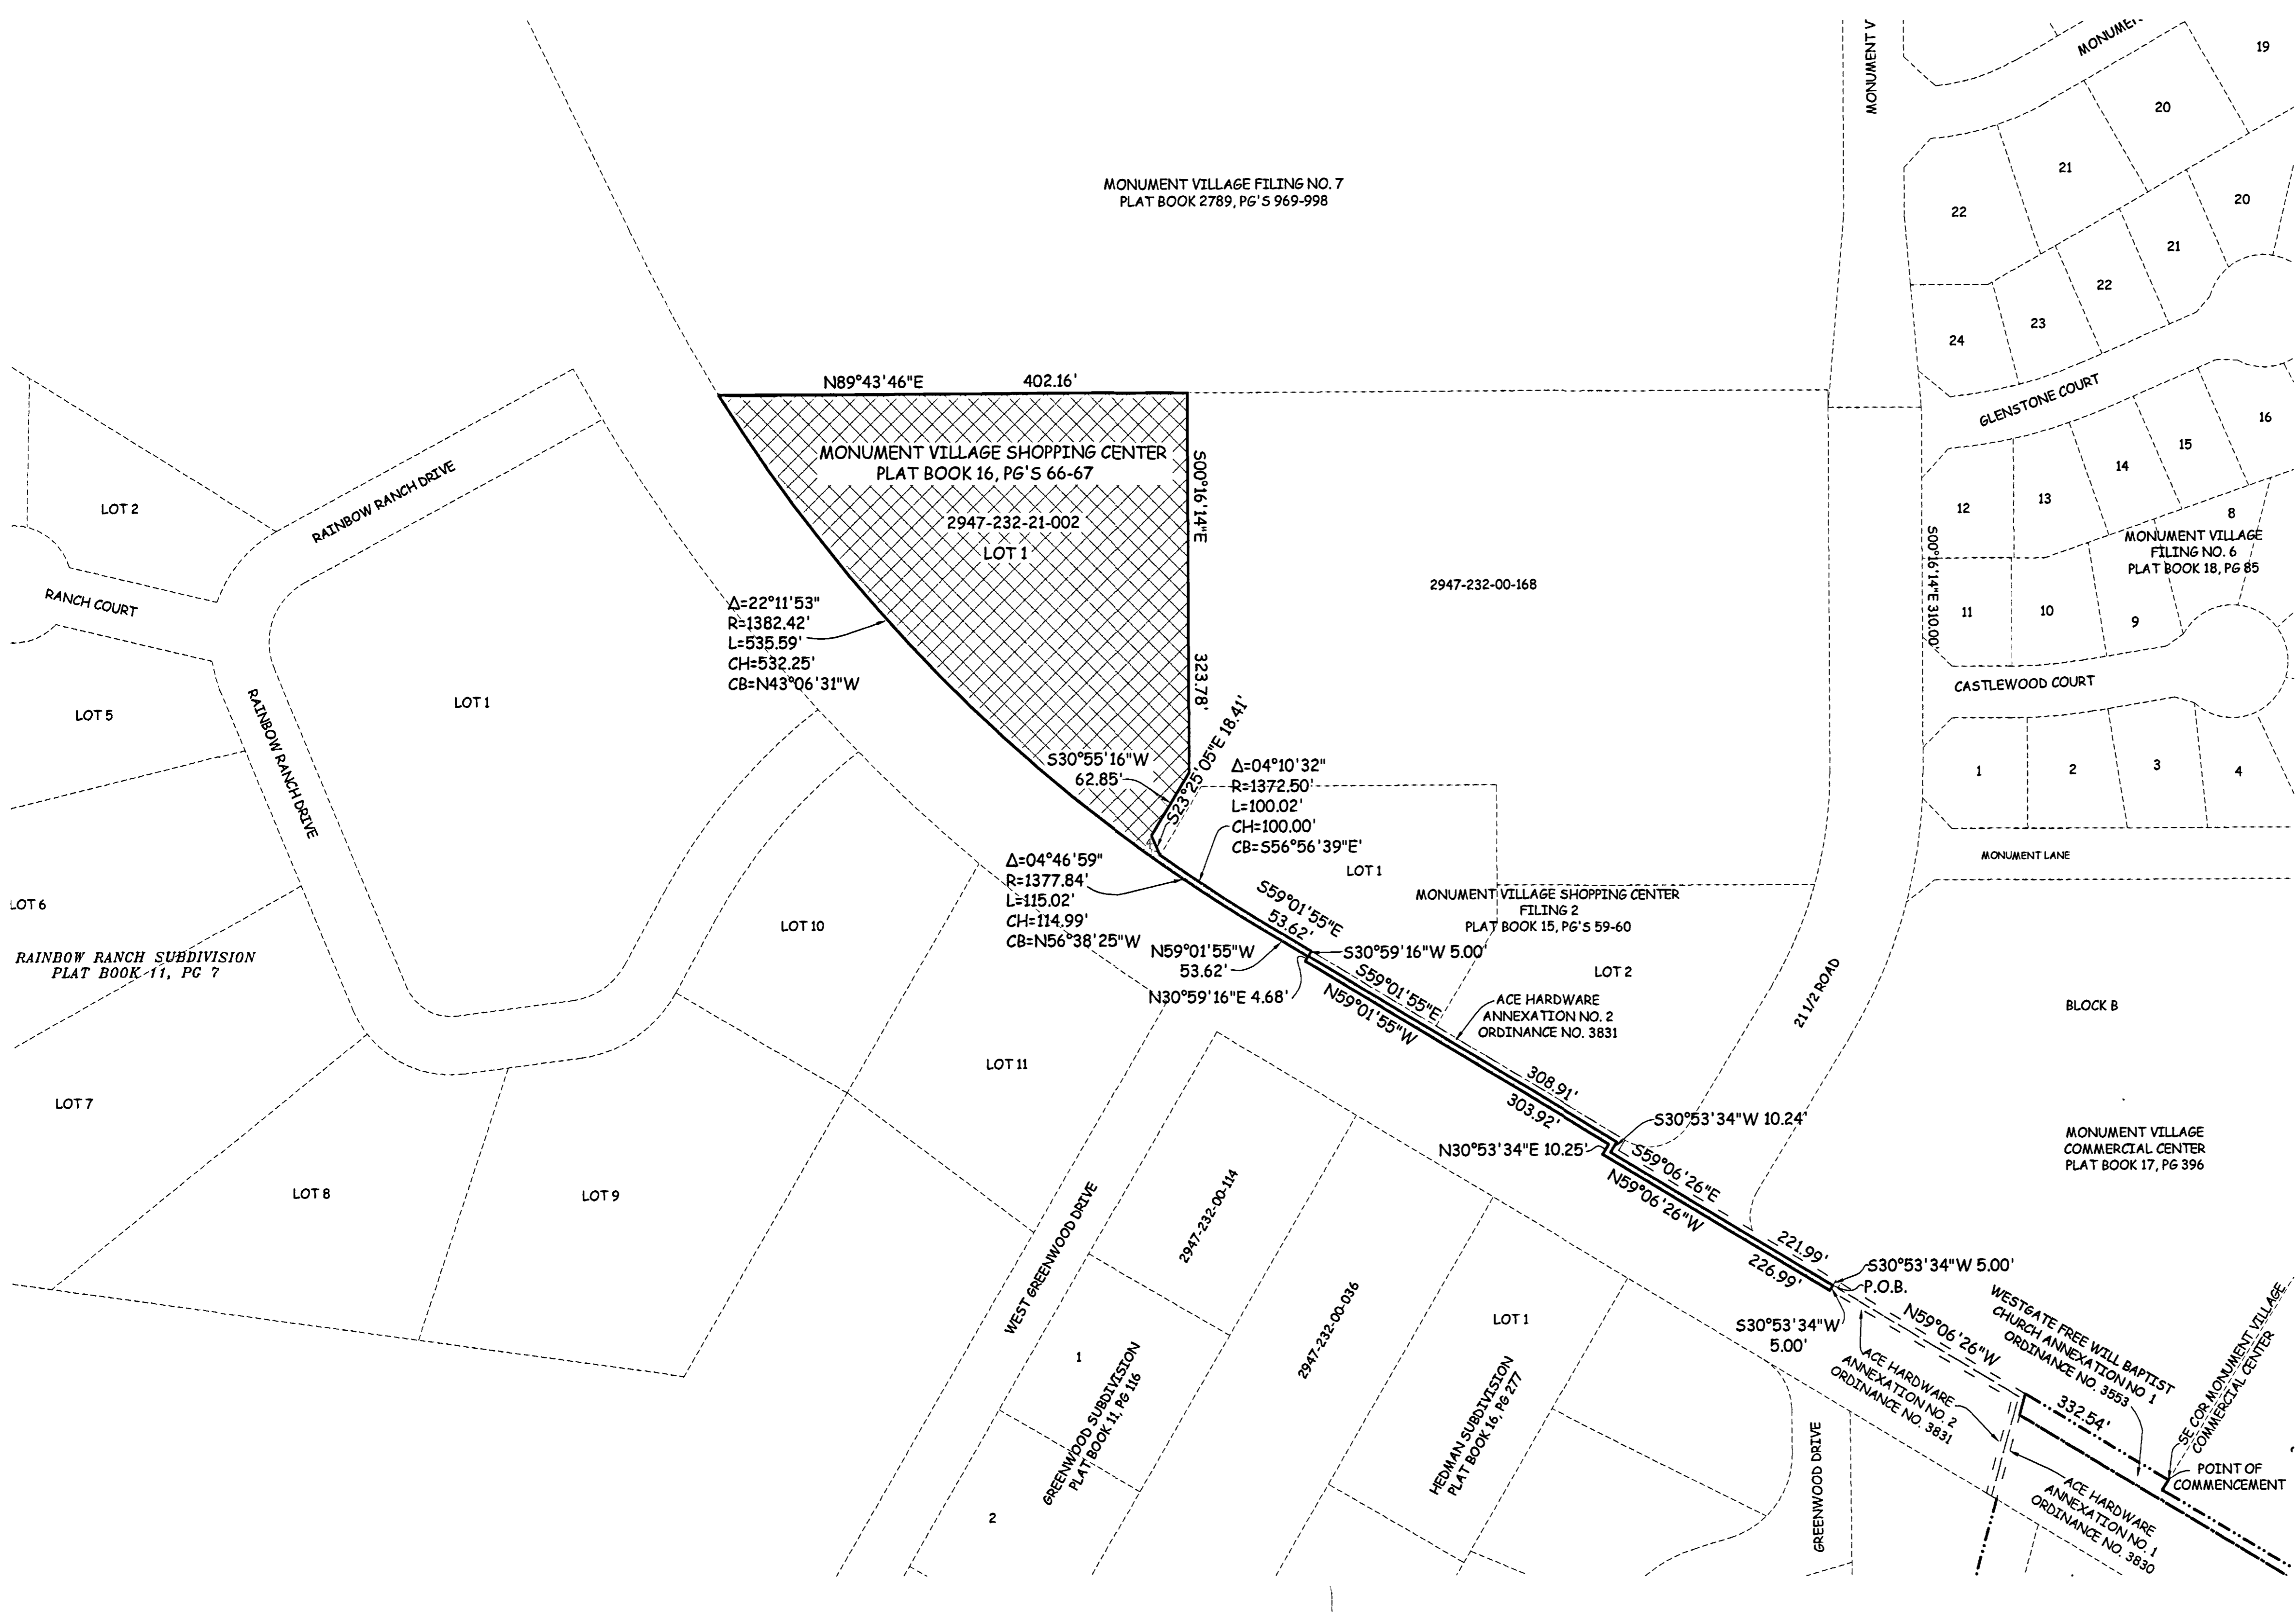 MONUMENT V
MONUMEN
19
20
21
22
20
21
22
23
24
MONUMENT VILLAGE FILING NO. 7
PLAT BOOK 2789, PG'S 969-998
N89°43'46"E 402.16'
MONUMENT VILLAGE SHOPPING CENTER
PLAT BOOK 16, PG'S 66-67
2947-232-21-002
LOT 1
S00°16'14"E
323.78'
2947-232-00-168
GLENSTONE COURT
16
15
14
13
12
8
MONUMENT VILLAGE
FILING NO. 6
PLAT BOOK 18, PG 85
S00°16'14"E 310.00'
11
10
9
CASTLEWOOD COURT
1
2
3
4
MONUMENT LANE
LOT 2
RAINBOW RANCH DRIVE
RANCH COURT
LOT 5
RAINBOW RANCH DRIVE
LOT 1
Δ=22°11'53"
R=1382.42'
L=535.59'
CH=532.25'
CB=N43°06'31"W
S30°55'16"W
62.85'
S23°25'05"E 18.41'
Δ=04°10'32"
R=1372.50'
L=100.02'
CH=100.00'
CB=S56°56'39"E'
LOT 1
Δ=04°46'59"
R=1377.84'
L=115.02'
CH=114.99'
CB=N56°38'25"W
S59°01'55"E
53.62'
MONUMENT VILLAGE SHOPPING CENTER
FILING 2
PLAT BOOK 15, PG'S 59-60
LOT 2
N59°01'55"W
53.62'
S30°59'16"W 5.00'
N30°59'16"E 4.68'
S59°01'55"E
N59°01'55"W
308.91'
303.92'
ACE HARDWARE
ANNEXATION NO. 2
ORDINANCE NO. 3831
21 1/2 ROAD
BLOCK B
MONUMENT VILLAGE
COMMERCIAL CENTER
PLAT BOOK 17, PG 396
LOT 6
RAINBOW RANCH SUBDIVISION
PLAT BOOK 11, PG 7
LOT 10
LOT 11
LOT 7
LOT 8
LOT 9
S30°53'34"W 10.24'
N30°53'34"E 10.25'
S59°06'26"E
N59°06'26"W
221.99'
226.99'
S30°53'34"W 5.00'
P.O.B.
S30°53'34"W
5.00'
N59°06'26"W
332.54'
WESTGATE FREE WILL BAPTIST
CHURCH ANNEXATION NO 1
ORDINANCE NO. 3553
SE COR MONUMENT VILLAGE
COMMERCIAL CENTER
POINT OF
COMMENCEMENT
ACE HARDWARE
ANNEXATION NO. 2
ORDINANCE NO. 3831
ACE HARDWARE
ANNEXATION NO. 1
ORDINANCE NO. 3830
WEST GREENWOOD DRIVE
2947-232-00-114
2947-232-00-036
1
GREENWOOD SUBDIVISION
PLAT BOOK 11, PG 116
2
LOT 1
HEDMAN SUBDIVISION
PLAT BOOK 16, PG 277
GREENWOOD DRIVE